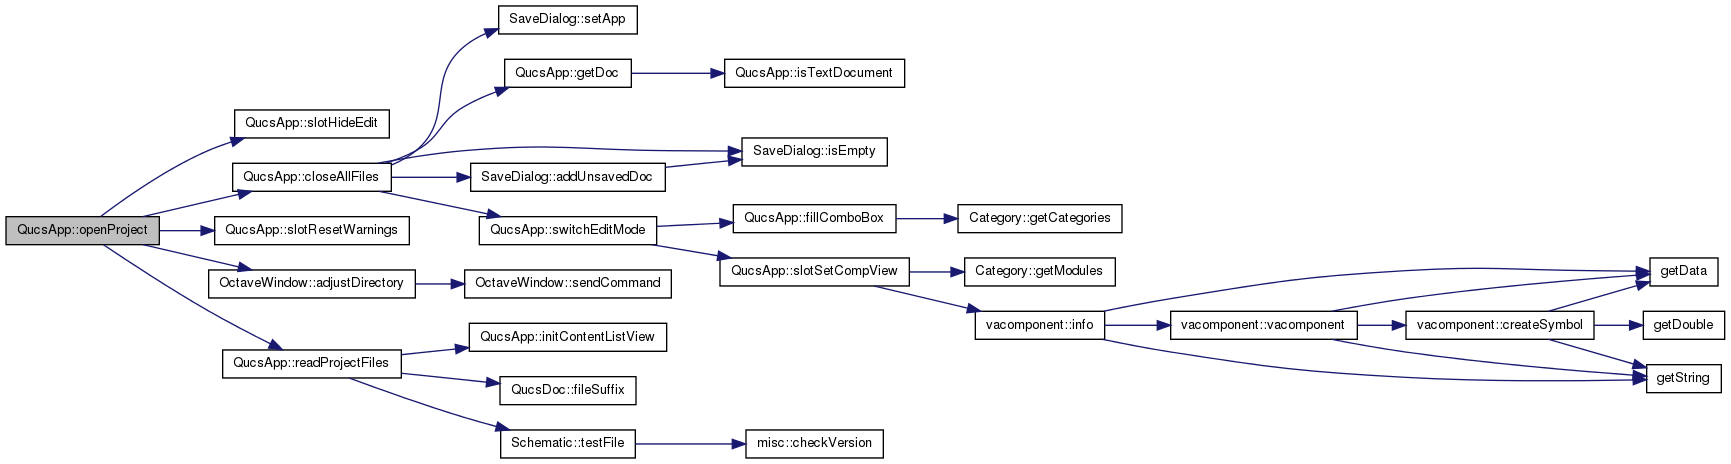 SaveDialog::setApp
QucsApp::getDoc
QucsApp::isTextDocument
QucsApp::slotHideEdit
SaveDialog::isEmpty
QucsApp::closeAllFiles
SaveDialog::addUnsavedDoc
QucsApp::fillComboBox
Category::getCategories
QucsApp::openProject
QucsApp::slotResetWarnings
QucsApp::switchEditMode
QucsApp::slotSetCompView
Category::getModules
getData
OctaveWindow::adjustDirectory
OctaveWindow::sendCommand
vacomponent::info
vacomponent::vacomponent
vacomponent::createSymbol
getDouble
QucsApp::initContentListView
QucsApp::readProjectFiles
getString
QucsDoc::fileSuffix
Schematic::testFile
misc::checkVersion